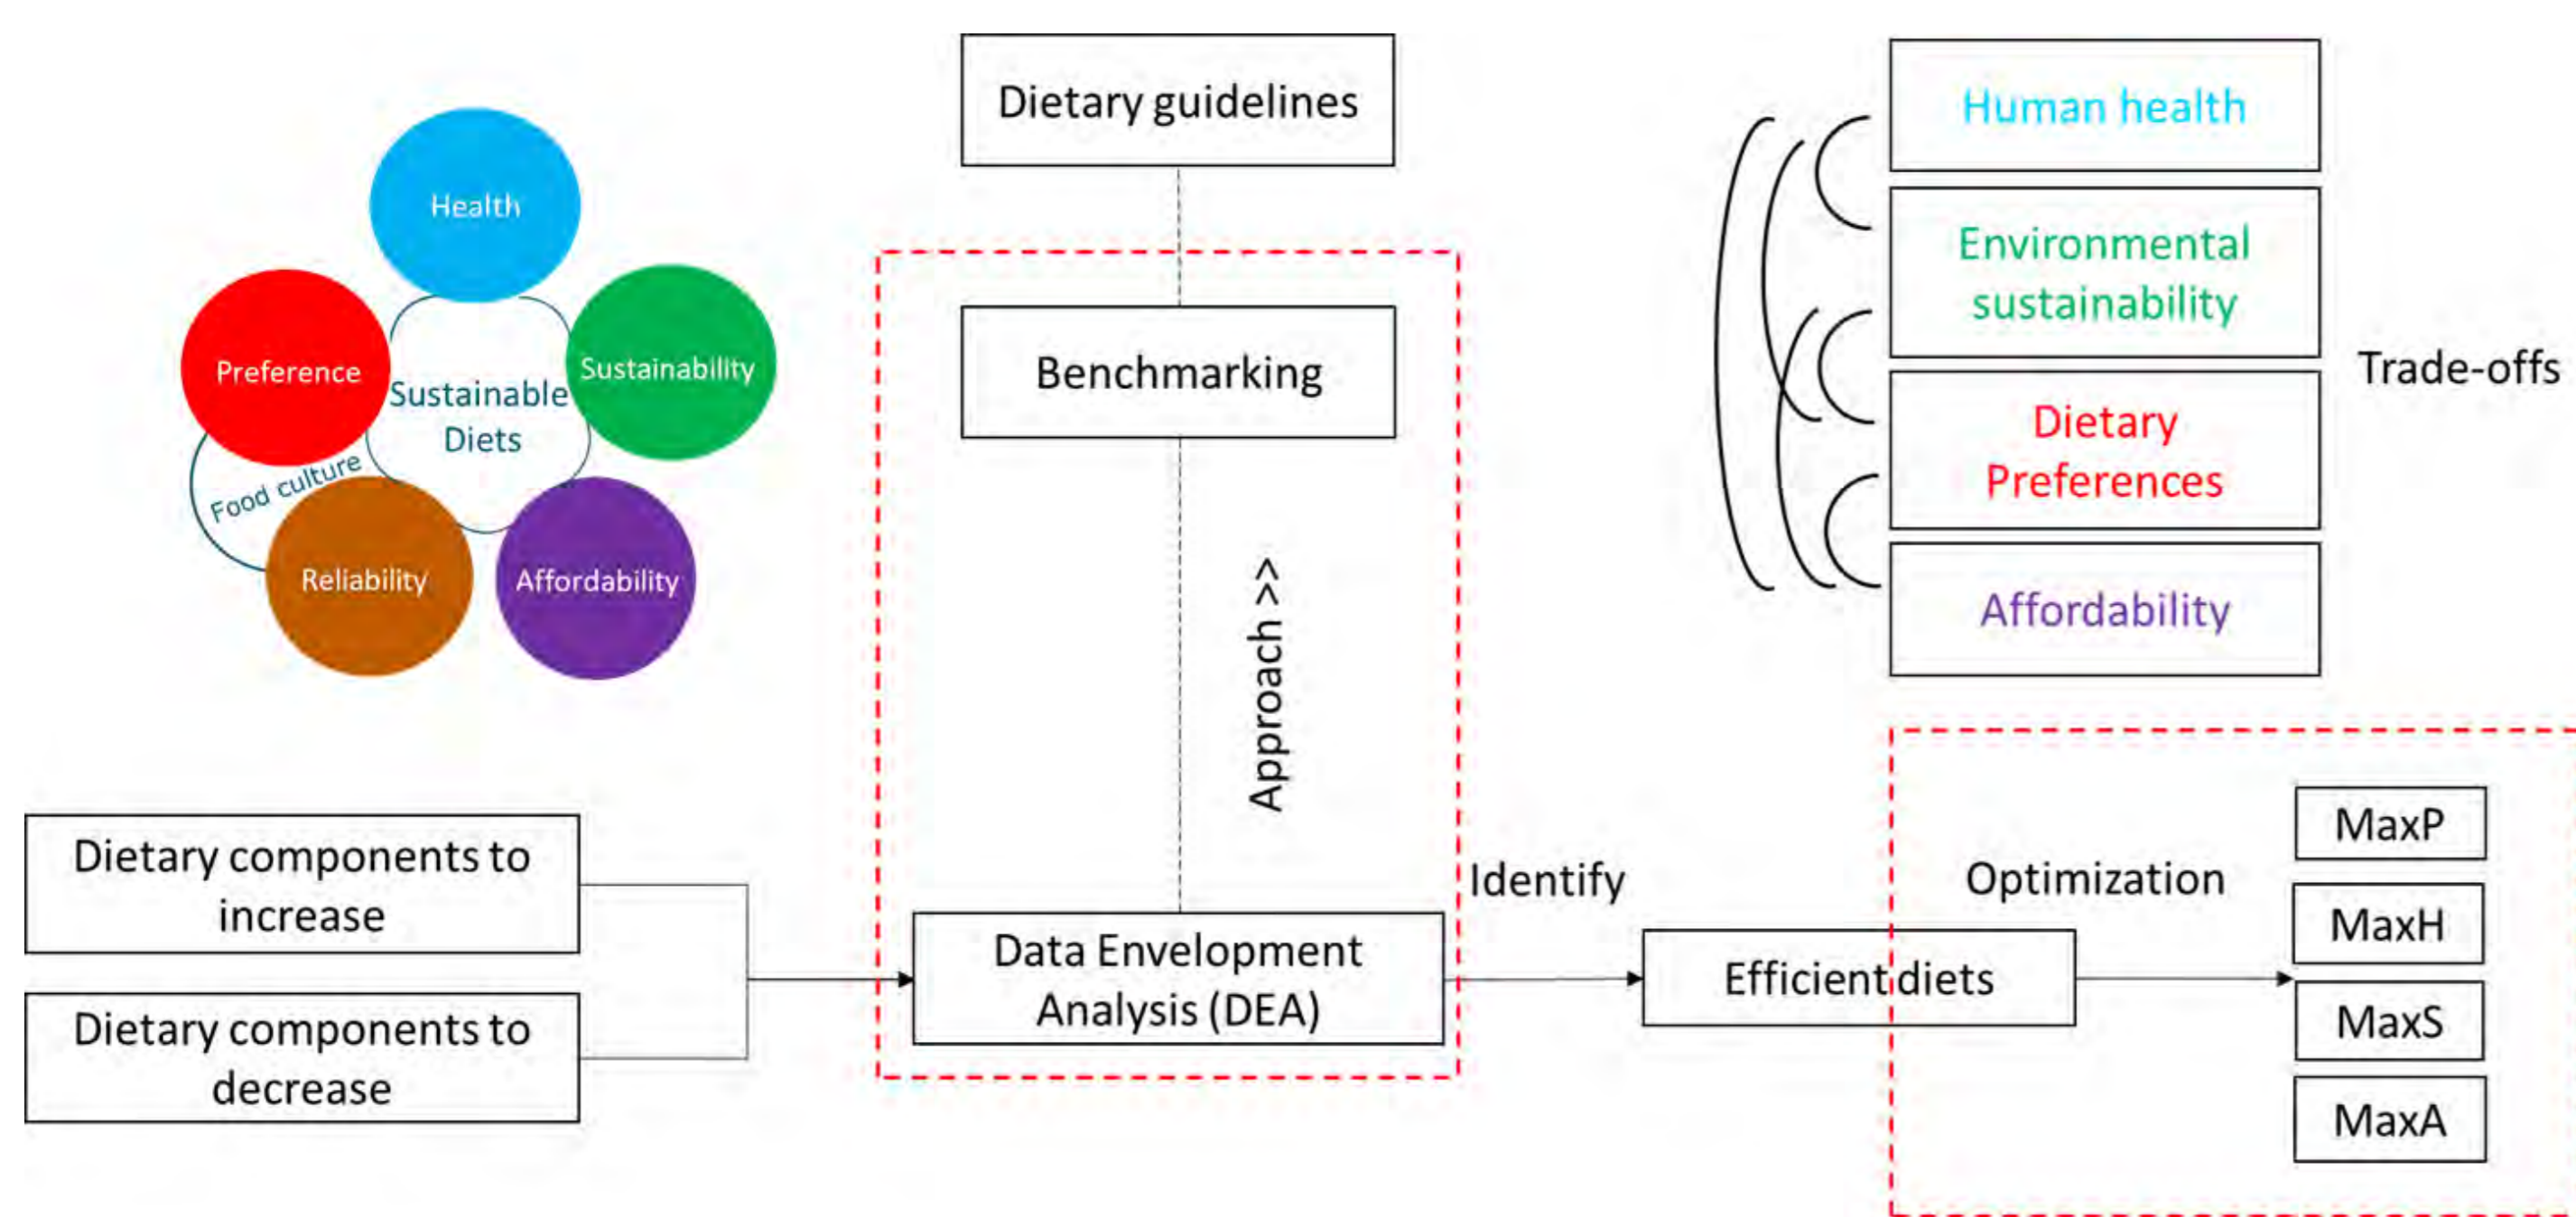 Health
Preference
Sustainability
Sustainable
Diets
Food culture
Reliability
Affordability
Dietary guidelines
Benchmarking
Approach >>
Human health
Environmental
sustainability
Dietary
Preferences
Affordability
Trade-offs
Dietary components to
increase
Dietary components to
decrease
Data Envelopment
Analysis (DEA)
Identify
Efficient diets
Optimization
MaxP
MaxH
MaxS
MaxA